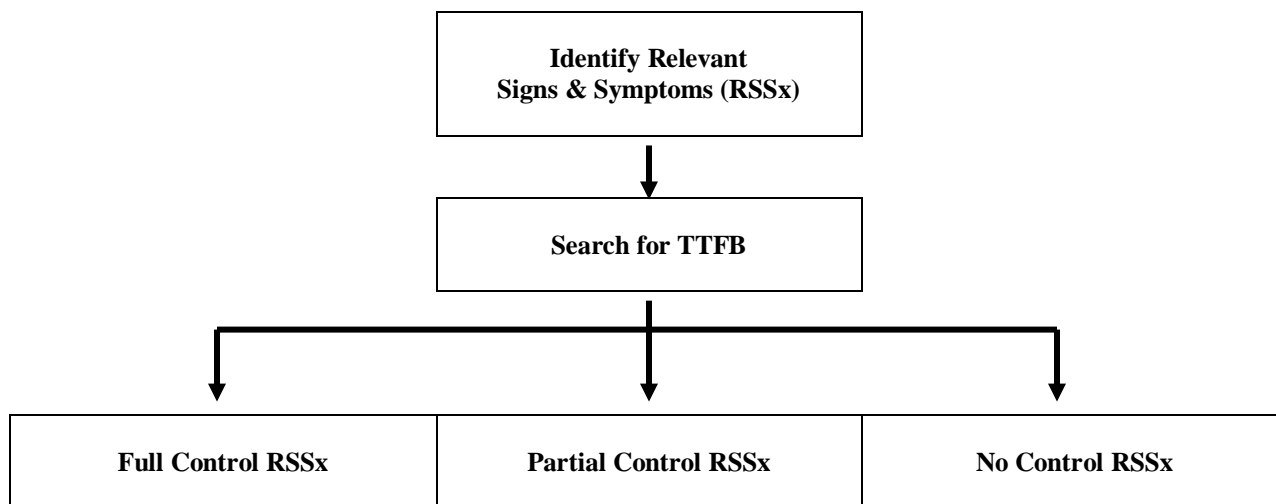 Identify Relevant
Signs & Symptoms (RSSx)
Search for TTFB
Full Control RSSx
Partial Control RSSx
No Control RSSx